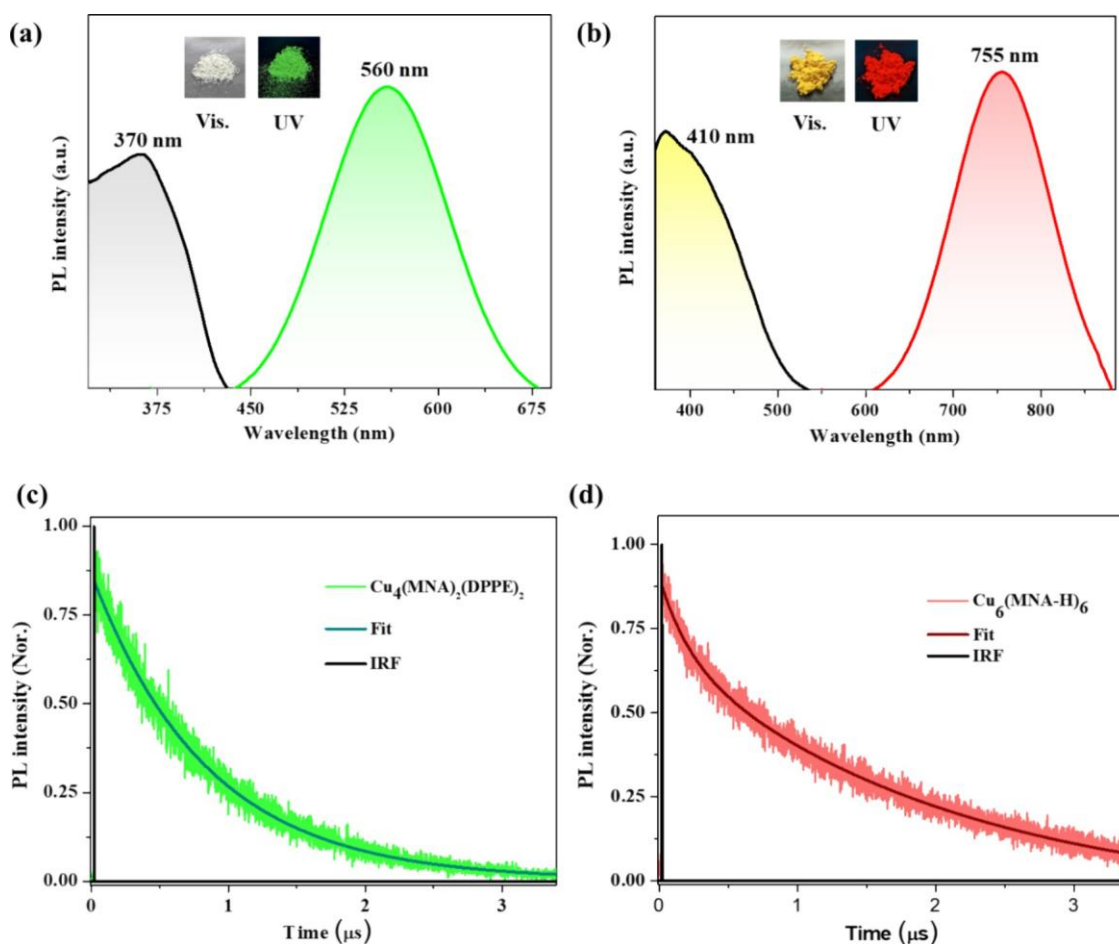 (a)
370 nm
Vis.
UV
560 nm
PL intensity (a.u.)
375
450
525
600
675
Wavelength (nm)
(b)
410 nm
Vis.
UV
755 nm
PL intensity (a.u.)
400
500
600
700
800
Wavelength (nm)
(c)
1.00
0.75
0.50
0.25
0.00
PL intensity (Nor.)
Cu4(MNA)2(DPPE)2
Fit
IRF
0
1
2
3
Time (μs)
(d)
1.00
0.75
0.50
0.25
0.00
PL intensity (Nor.)
Cu6(MNA-H)6
Fit
IRF
0
1
2
3
Time (μs)